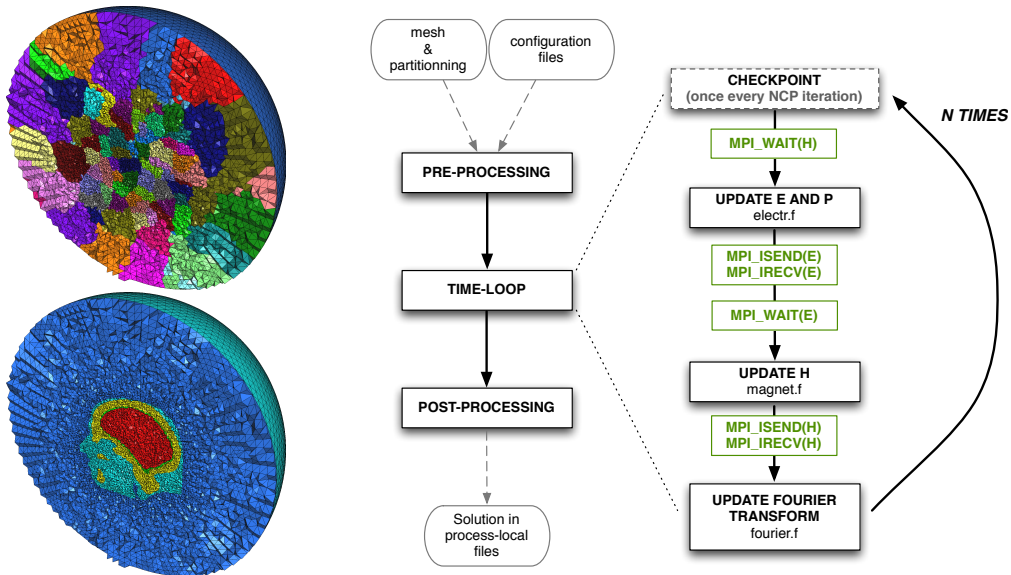 mesh
&
partitionning
configuration
files
PRE-PROCESSING
TIME-LOOP
POST-PROCESSING
Solution in
process-local
files
CHECKPOINT
(once every NCP iteration)
MPI_WAIT(H)
UPDATE E AND P
electr.f
MPI_ISEND(E)
MPI_IRECV(E)
MPI_WAIT(E)
UPDATE H
magnet.f
MPI_ISEND(H)
MPI_IRECV(H)
UPDATE FOURIER
TRANSFORM
fourier.f
N TIMES